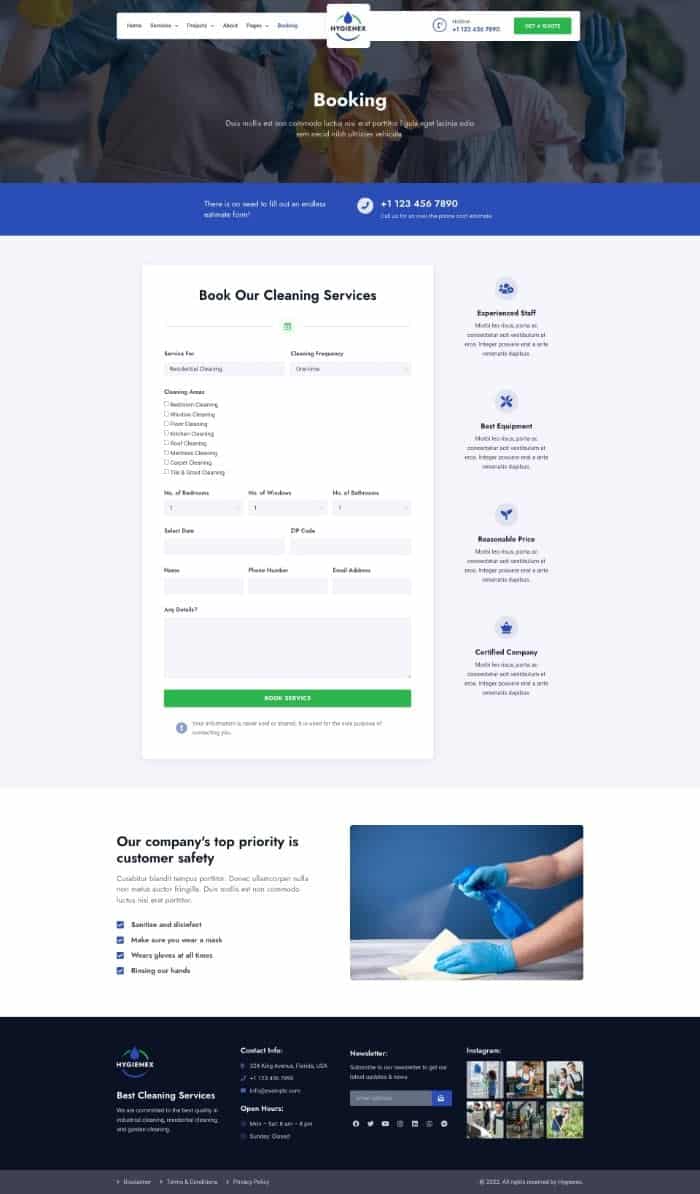 Home Services Projects About Pages Booking
HYGIENEX
Hotline
+1 123 456 7890
GET A QUOTE
Booking
Duis mollis est non commodo luctus nisi erat porttitor ligula eget lacinia odio
sem necid nibh ultricies vehicula
There is no need to fill out an endless
estimate form!
+1 123 456 7890
Call us for an over the phone cost estimate
Book Our Cleaning Services
Service For
Cleaning Frequency
Residential Cleaning
One-time
Cleaning Areas
Bedroom Cleaning
Window Cleaning
Floor Cleaning
Kitchen Cleaning
Roof Cleaning
Mattress Cleaning
Carpet Cleaning
Tile & Grout Cleaning
No. of Bedrooms No. of Windows No. of Bathrooms
1 1 1
Select Date ZIP Code
Name Phone Number Email Address
Any Details?
BOOK SERVICE
Your information is never sold or shared. It is used for the sole purpose of
contacting you.
Experienced Staff
Morbi leo risus, porta ac
consectetur acit vestibulum at
eros. Integer posuere erat a ante
venenatis dapibus.
Best Equipment
Morbi leo risus, porta ac
consectetur acit vestibulum at
eros. Integer posuere erat a ante
venenatis dapibus.
Reasonable Price
Morbi leo risus, porta ac
consectetur acit vestibulum at
eros. Integer posuere erat a ante
venenatis dapibus.
Certified Company
Morbi leo risus, porta ac
consectetur acit vestibulum at
eros. Integer posuere erat a ante
venenatis dapibus.
Our company's top priority is
customer safety
Curabitur blandit tempus porttitor. Donec ullamcorper nulla
non metus auctor fringilla. Duis mollis est non commodo
luctus nisi erat porttitor.
Sanitize and disinfect
Make sure you wear a mask
Wears gloves at all times
Rinsing our hands
HYGIENEX
Best Cleaning Services
We are committed to the best quality in
industrial cleaning, residential cleaning,
and garden cleaning.
Contact Info:
King Avenue, Florida, USA
+1 123 456 7890
info@example.com
Open Hours:
Mon – Sat: 8 am – 8 pm
Sunday: Closed
Newsletter:
Subscribe to our newsletter to get our
latest updates & news
Email address
Instagram:
Disclaimer Terms & Conditions Privacy Policy
© 2022. All rights reserved by Hygienex.